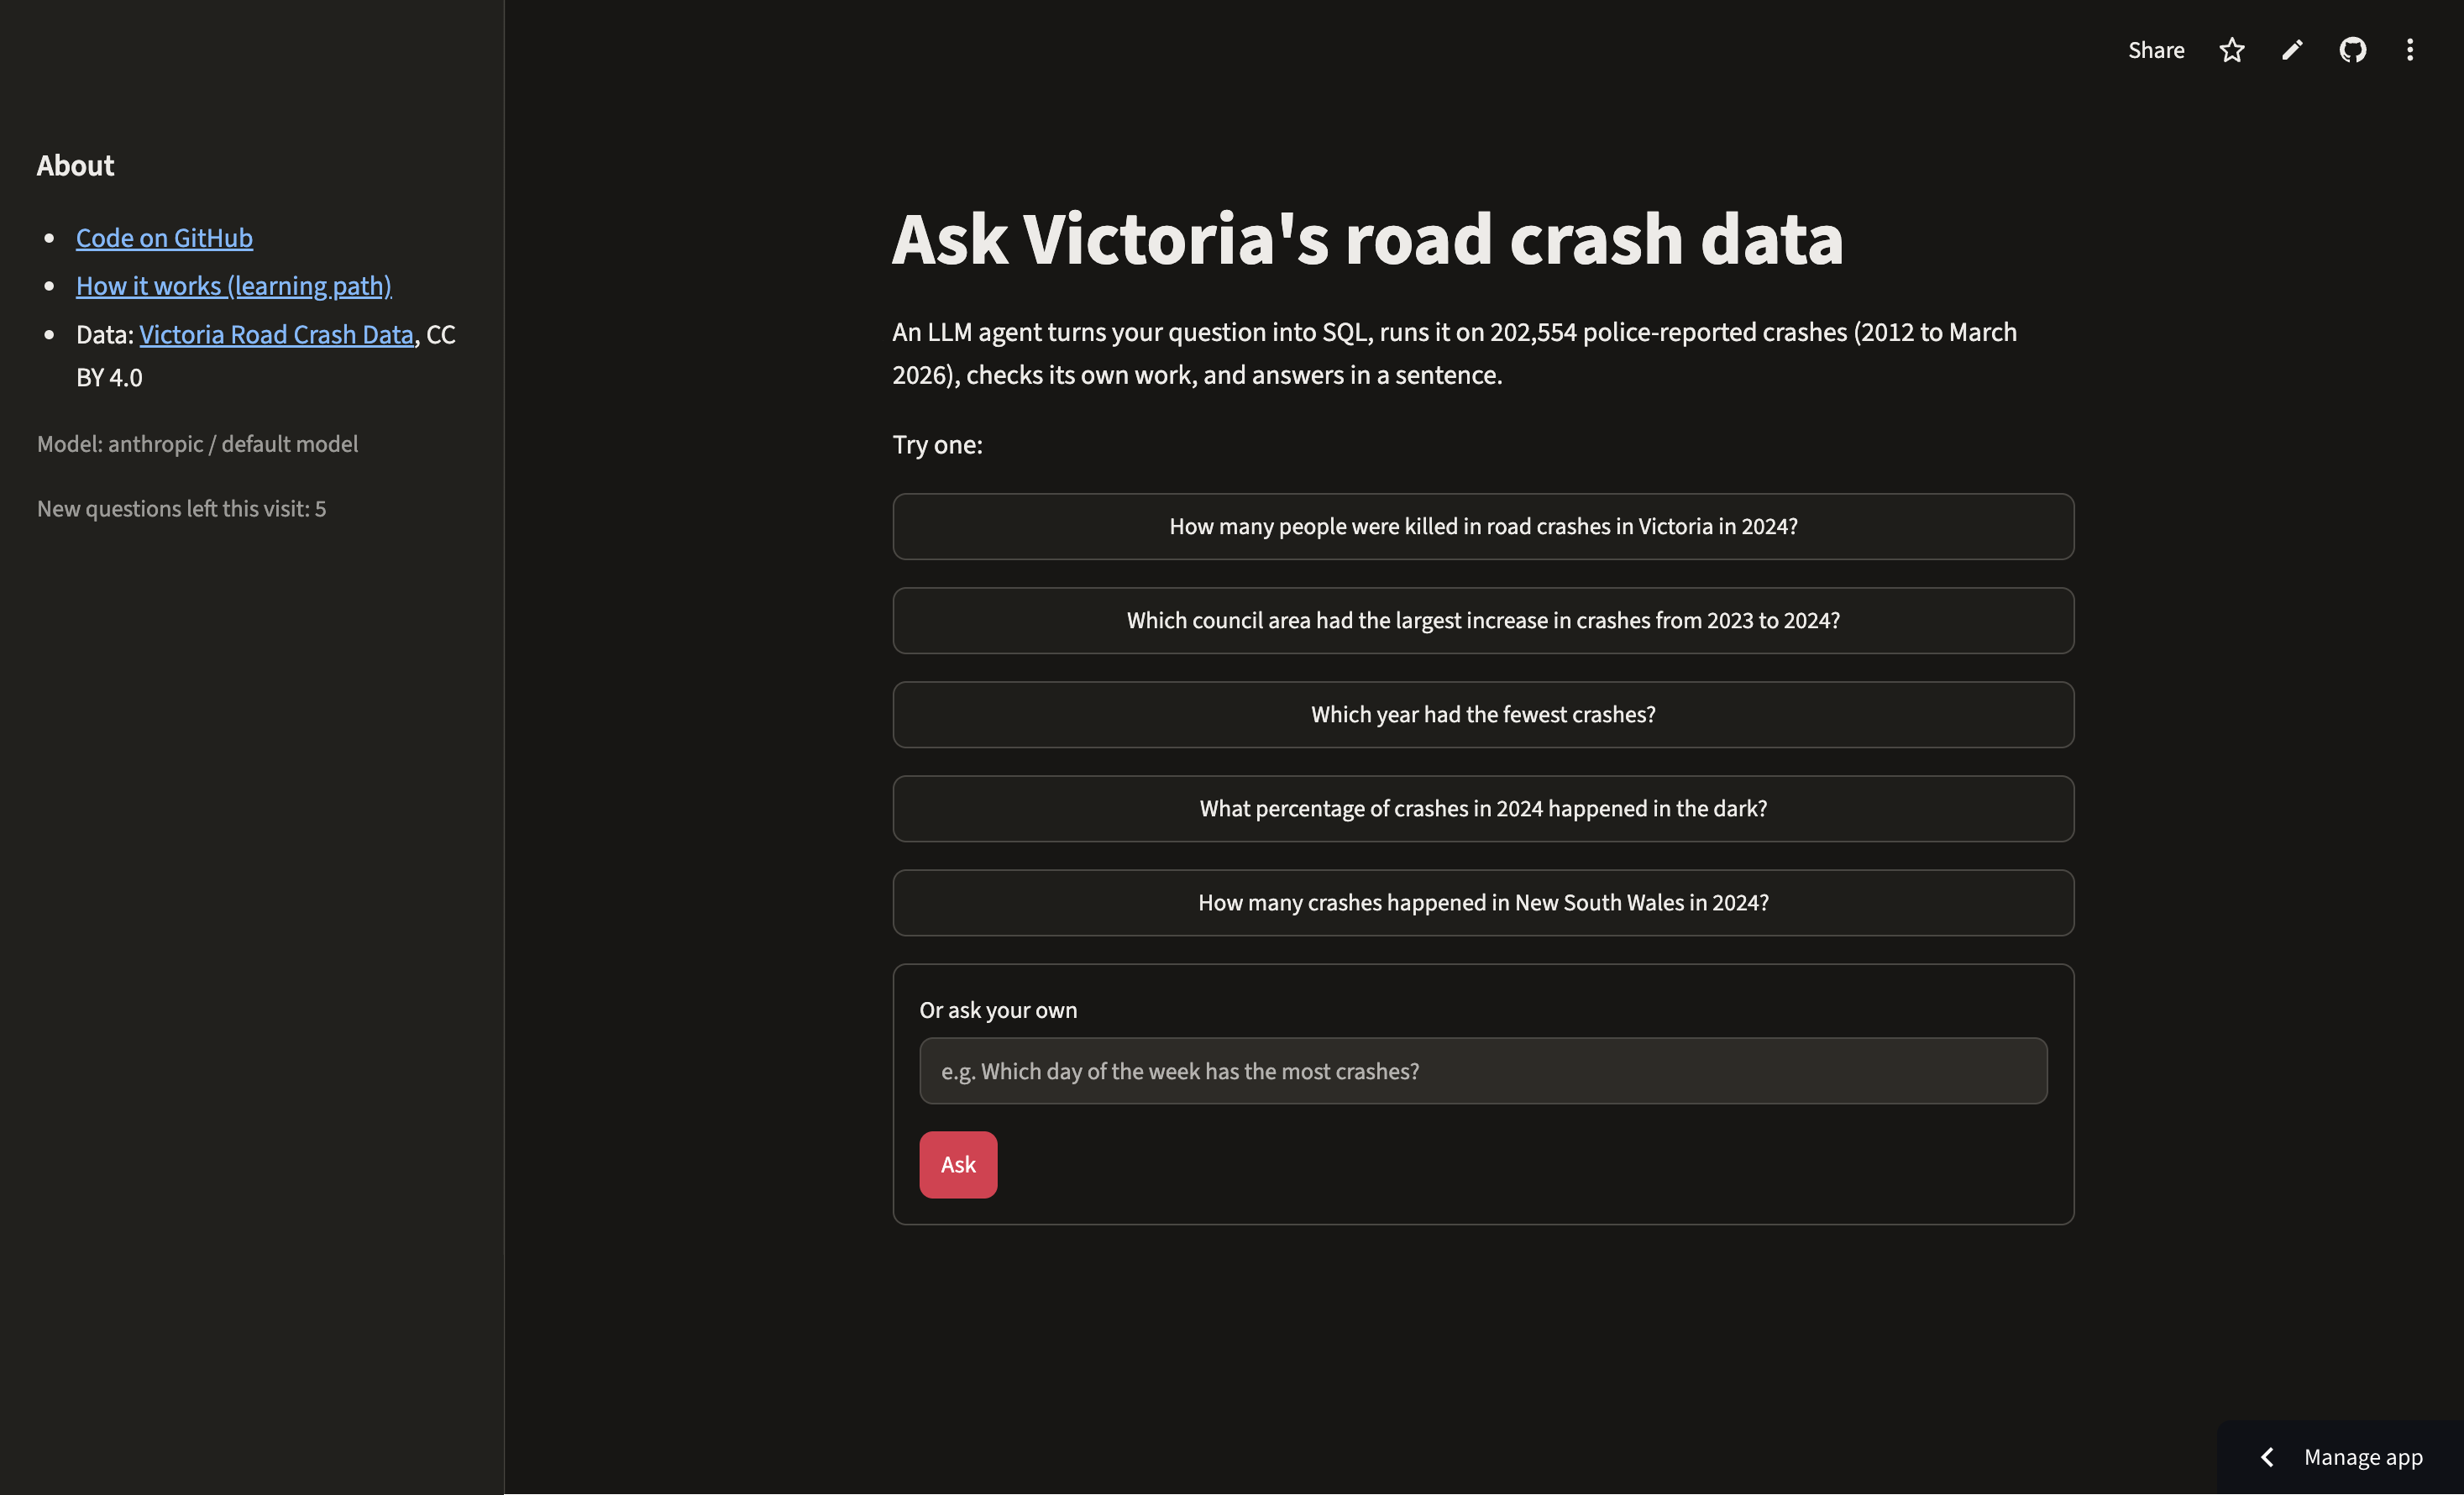 Share
About
Code on GitHub
How it works (learning path)
Data: Victoria Road Crash Data, CC
BY 4.0
Model: anthropic / default model
New questions left this visit: 5
Ask Victoria's road crash data
An LLM agent turns your question into SQL, runs it on 202,554 police-reported crashes (2012 to March
2026), checks its own work, and answers in a sentence.
Try one:
How many people were killed in road crashes in Victoria in 2024?
Which council area had the largest increase in crashes from 2023 to 2024?
Which year had the fewest crashes?
What percentage of crashes in 2024 happened in the dark?
How many crashes happened in New South Wales in 2024?
Or ask your own
e.g. Which day of the week has the most crashes?
Ask
Manage app